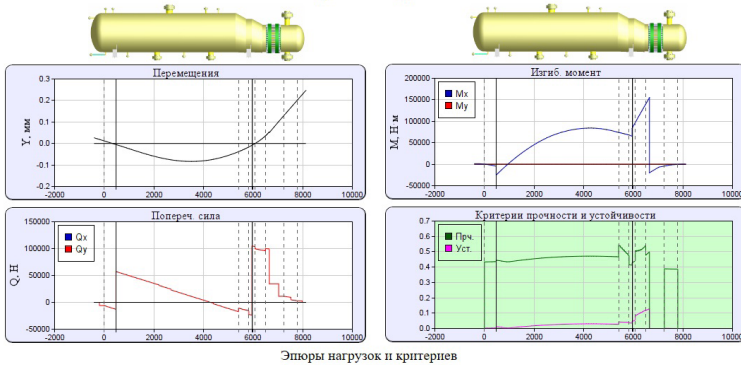 Перемещения
Y, мм
0.3
0.2
0.1
0.0
-0.1
-0.2
-2000 0 2000 4000 6000 8000 10000
Изгиб. момент
M, Н м
200000
150000
100000
50000
0
-50000
Mx
My
-2000 0 2000 4000 6000 8000 10000
Попереч. сила
Q, Н
150000
100000
50000
0
-50000
Qx
Qy
-2000 0 2000 4000 6000 8000 10000
Критерии прочности и устойчивости
0.7
0.6
0.5
0.4
0.3
0.2
0.1
0.0
Прч.
Уст.
-2000 0 2000 4000 6000 8000 10000
Эпюры нагрузок и критериев